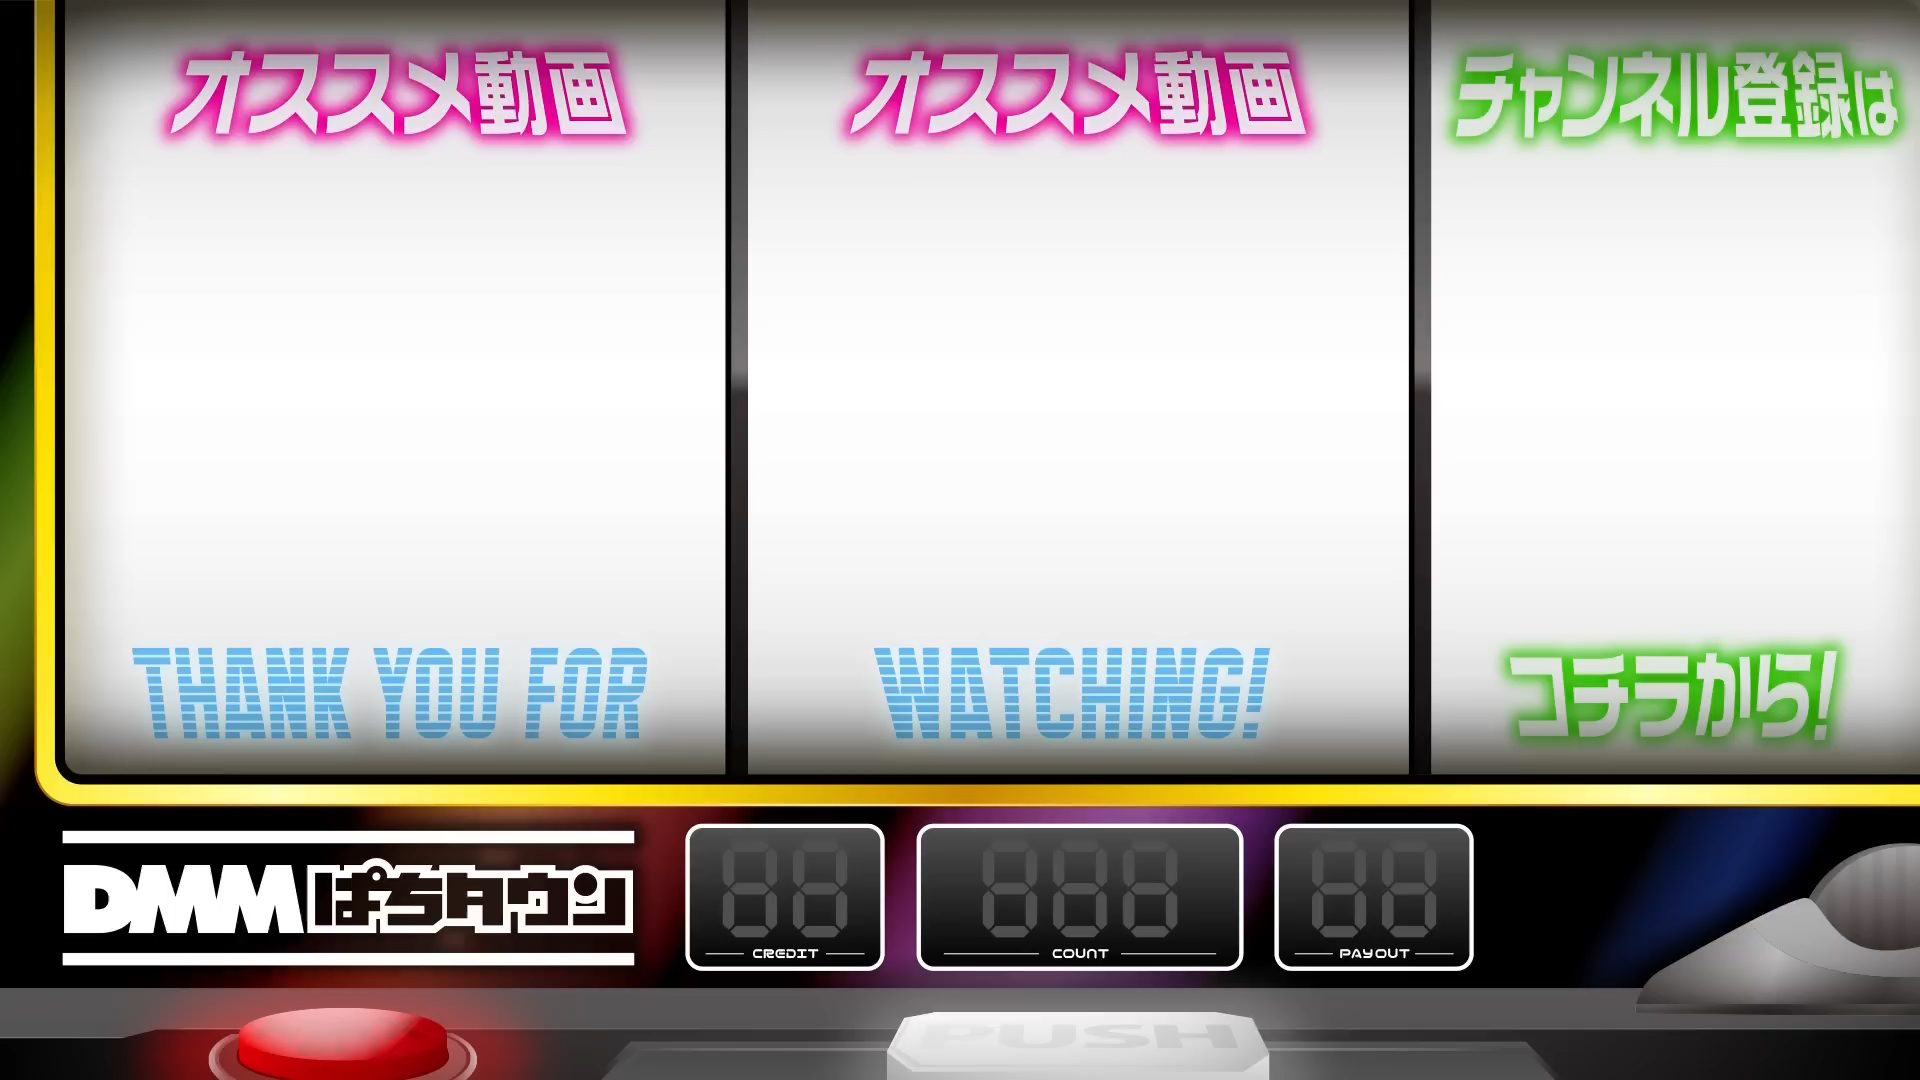 オススメ動画
オススメ動画
チャンネル登録は
THANK YOU FOR
WATCHING!
コチラから!
DMMぱちタウン
CREDIT
COUNT
PAYOUT
PUSH